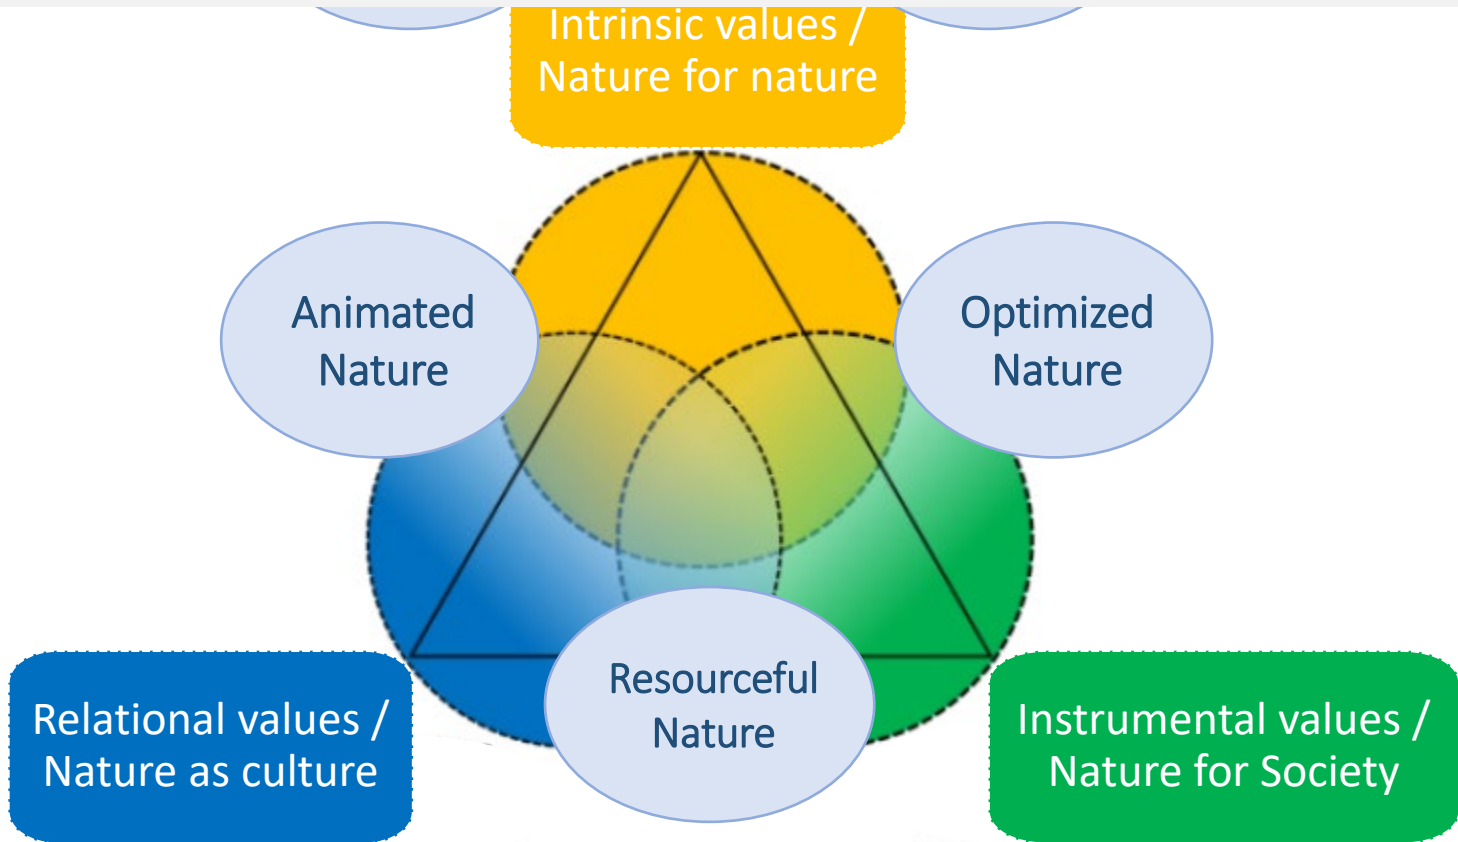 Intrinsic values /
Nature for nature
Animated
Nature
Optimized
Nature
Resourceful
Nature
Relational values /
Nature as culture
Instrumental values /
Nature for Society